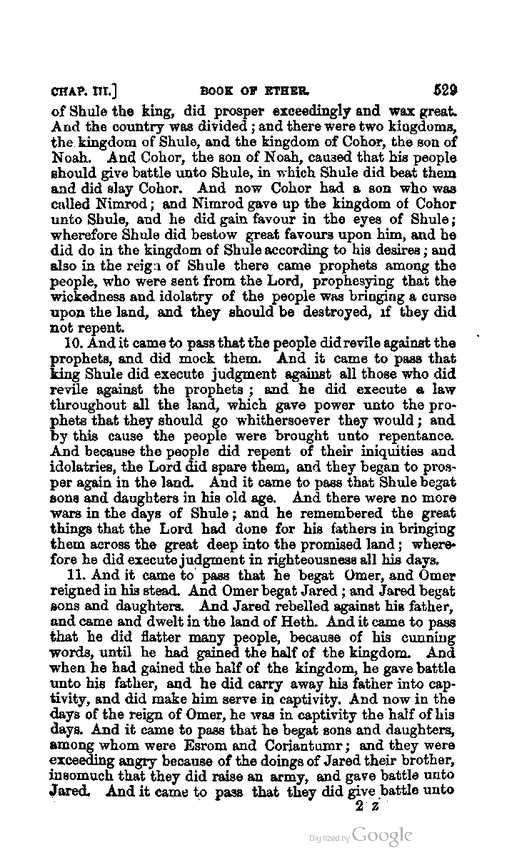 CHAP. III.] BOOK OF ETHER. 529
of Shule the king, did prosper exceedingly and wax great.
And the country was divided; and there were two kingdoms,
the kingdom of Shule, and the kingdom of Cohor, the son of
Noah. And Cohor, the son of Noah, caused that his people
should give battle unto Shule, in which Shule did beat them
and did slay Cohor. And now Cohor had a son who was
called Nimrod; and Nimrod gave up the kingdom of Cohor
unto Shule, and he did gain favour in the eyes of Shule;
wherefore Shule did bestow great favours upon him, and he
did do in the kingdom of Shule according to his desires; and
also in the reign of Shule there came prophets among the
people, who were sent from the Lord, prophesying that the
wickedness and idolatry of the people was bringing a curse
upon the land, and they should be destroyed, if they did
not repent.
10. And it came to pass that the people did revile against the
prophets, and did mock them. And it came to pass that
king Shule did execute judgment against all those who did
revile against the prophets; and he did execute a law
throughout all the land, which gave power unto the pro-
phets that they should go whithersoever they would; and
by this cause the people were brought unto repentance.
And because the people did repent of their iniquities and
idolatries, the Lord did spare them, and they began to pros-
per again in the land. And it came to pass that Shule begat
sons and daughters in his old age. And there were no more
wars in the days of Shule; and he remembered the great
things that the Lord had done for his fathers in bringing
them across the great deep into the promised land; where-
fore he did execute judgment in righteousness all his days.
11. And it came to pass that he begat Omer, and Omer
reigned in his stead. And Omer begat Jared; and Jared begat
sons and daughters. And Jared rebelled against his father,
and came and dwelt in the land of Heth. And it came to pass
that he did flatter many people, because of his cunning
words, until he had gained the half of the kingdom. And
when he had gained the half of the kingdom, he gave battle
unto his father, and he did carry away his father into cap-
tivity, and did make him serve in captivity. And now in the
days of the reign of Omer, he was in captivity the half of his
days. And it came to pass that he begat sons and daughters,
among whom were Esrom and Coriantumr; and they were
exceeding angry because of the doings of Jared their brother,
insomuch that they did raise an army, and gave battle unto
Jared. And it came to pass that they did give battle unto
2 Z
Digitized by Google